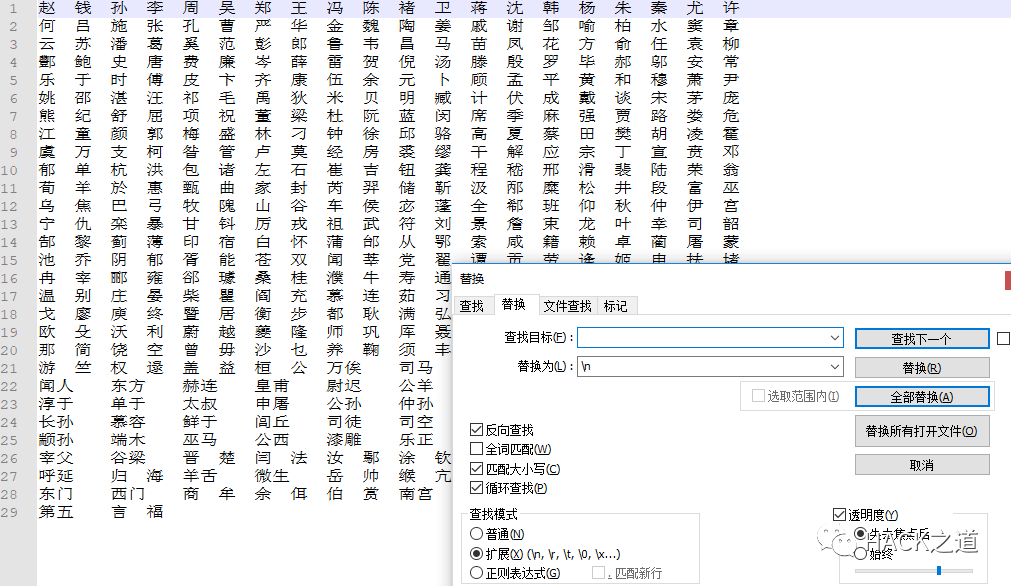 1 赵 钱 孙 李 周 吴 郑 王 冯 陈 褚 卫 蒋 沈 韩 杨 朱 秦 尤 许
2 何 吕 施 张 孔 曹 严 华 金 魏 陶 姜 戚 谢 邹 喻 柏 水 窦 章
3 云 苏 潘 葛 奚 范 彭 郎 鲁 韦 昌 马 苗 凤 花 方 俞 任 袁 柳
4 酆 鲍 史 唐 费 廉 岑 薛 雷 贺 倪 汤 滕 殷 罗 毕 郝 邬 安 常
5 乐 于 时 傅 皮 卞 齐 康 伍 余 元 卜 顾 孟 平 黄 和 穆 萧 尹
6 姚 邵 湛 汪 祁 毛 禹 狄 米 贝 明 臧 计 伏 成 戴 谈 宋 茅 庞
7 熊 纪 舒 屈 项 祝 董 梁 杜 阮 蓝 闵 席 季 麻 强 贾 路 娄 危
8 江 童 颜 郭 梅 盛 林 刁 钟 徐 邱 骆 高 夏 蔡 田 樊 胡 凌 霍
9 虞 万 支 柯 昝 管 卢 莫 经 房 裘 缪 干 解 应 宗 丁 宣 贲 邓
10 郁 单 杭 洪 包 诸 左 石 崔 吉 钮 龚 程 嵇 邢 滑 裴 陆 荣 翁
11 荀 羊 於 惠 甄 曲 家 封 芮 羿 储 靳 汲 邴 糜 松 井 段 富 巫
12 乌 焦 巴 弓 牧 隗 山 谷 车 侯 宓 蓬 全 郗 班 仰 秋 仲 伊 宫
13 宁 仇 栾 暴 甘 钭 厉 戎 祖 武 符 刘 景 詹 束 龙 叶 幸 司 韶
14 郜 黎 蓟 薄 印 宿 白 怀 蒲 邰 从 鄂 索 咸 籍 赖 卓 蔺 屠 蒙
15 池 乔 阴 郁 胥 能 苍 双 闻 莘 党 翟 谭 贡 劳 逄 姬 申 扶 堵
16 冉 宰 郦 雍 郤 璩 桑 桂 濮 牛 寿 通
17 温 别 庄 晏 柴 瞿 阎 充 慕 连 茹 习
18 戈 廖 庾 终 暨 居 衡 步 都 耿 满 弘
19 欧 殳 沃 利 蔚 越 夔 隆 师 巩 厍 聂
20 那 简 饶 空 曾 毋 沙 乜 养 鞠 须 丰
21 游 竺 权 逯 盖 益 桓 公 万俟 司马
22 闻人 东方 赫连 皇甫 尉迟 公羊
23 淳于 单于 太叔 申屠 公孙 仲孙
24 长孙 慕容 鲜于 闾丘 司徒 司空
25 颛孙 端木 巫马 公西 漆雕 乐正
26 宰父 谷梁 晋 楚 闫 法 汝 鄢 涂 钦
27 呼延 归 海 羊舌 微生 岳 帅 缑 亢
28 东门 西门 商 牟 佘 佴 伯 赏 南宫
29 第五 言 福
替换
查找 替换 文件查找 标记
查找目标(F)： 查找下一个
替换为(L)： \n 替换(R)
选取范围内(I) 全部替换(A)
替换所有打开文件(O)
取消
反向查找
全词匹配(W)
匹配大小写(C)
循环查找(P)
查找模式
普通(N)
扩展(X) (\n, \r, \t, \0, \x...)
正则表达式(G) . 匹配新行
透明度(Y)
失去焦点后
始终
HACK之道